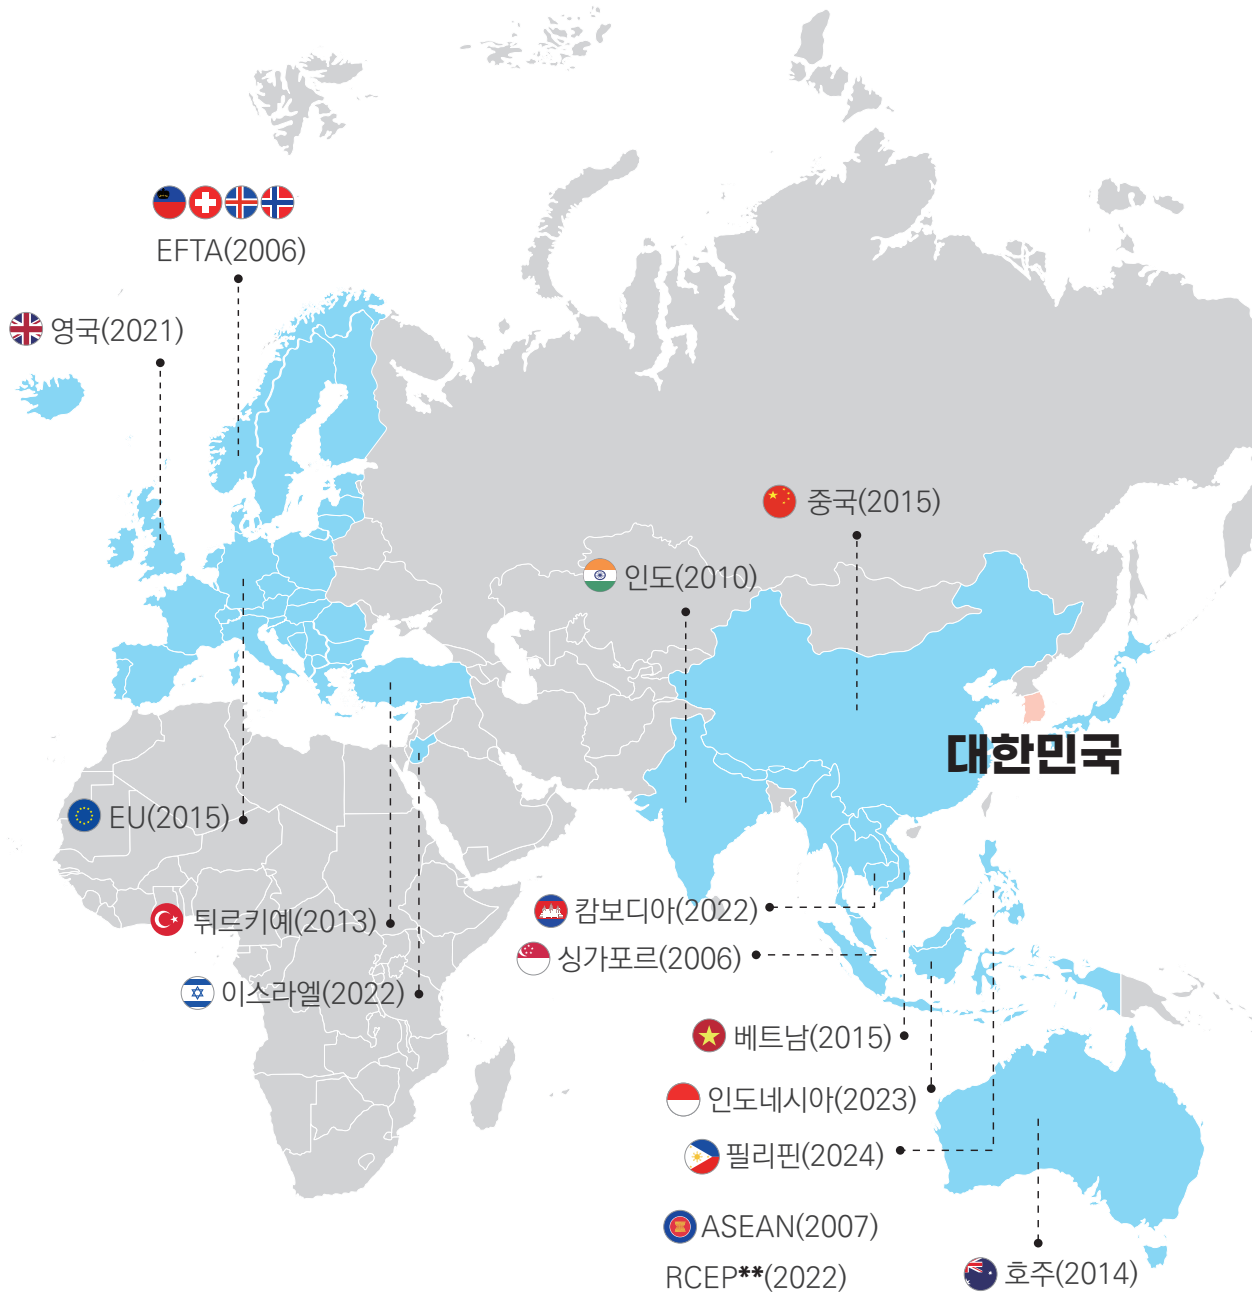 EFTA(2006)
영국(2021)
중국(2015)
인도(2010)
대한민국
EU(2015)
튀르키예(2013)
캄보디아(2022)
싱가포르(2006)
이스라엘(2022)
베트남(2015)
인도네시아(2023)
필리핀(2024)
ASEAN(2007)
RCEP**(2022)
호주(2014)